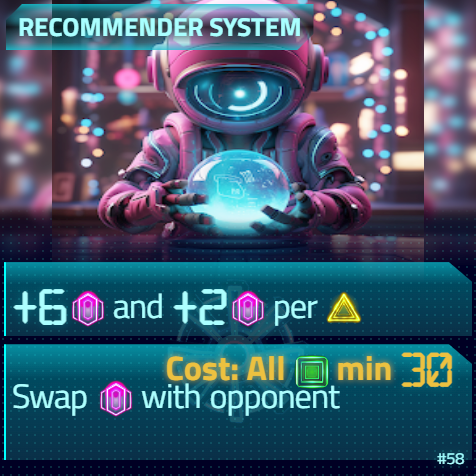 RECOMMENDER SYSTEM
+6 and +2 per
Cost: All min 30
Swap with opponent
#58